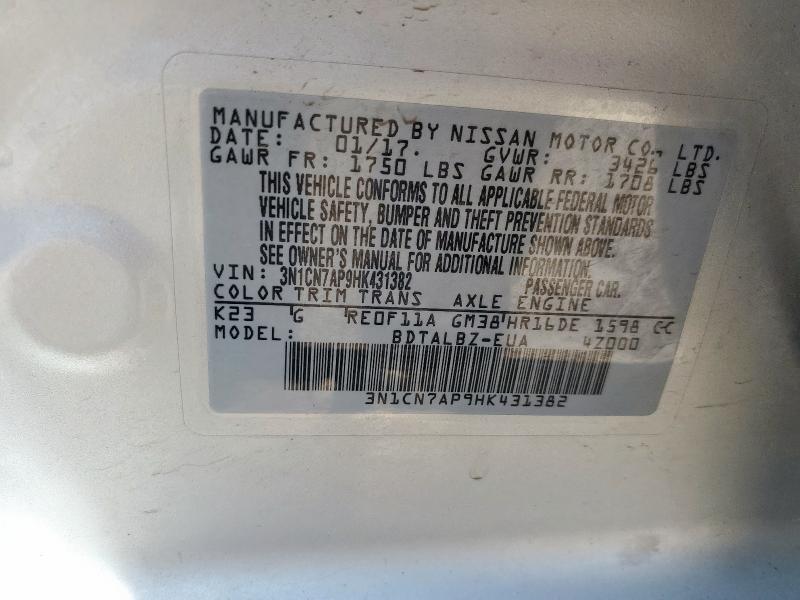 MANUFACTURED BY NISSAN MOTOR CO., LTD.
DATE: 01/17. GVWR: 3426 LBS
GAWR FR: 1750 LBS GAWR RR: 1708 LBS
THIS VEHICLE CONFORMS TO ALL APPLICABLE FEDERAL MOTOR
VEHICLE SAFETY, BUMPER AND THEFT PREVENTION STANDARDS
IN EFFECT ON THE DATE OF MANUFACTURE SHOWN ABOVE.
SEE OWNER'S MANUAL FOR ADDITIONAL INFORMATION.
VIN: 3N1CN7AP9HK431382 PASSENGER CAR.
COLOR TRIM TRANS AXLE ENGINE
K23 G RE0F11A GM38 HR16DE 1598 CC
MODEL: BDTALBZ-EUA 4Z000
3N1CN7AP9HK431382